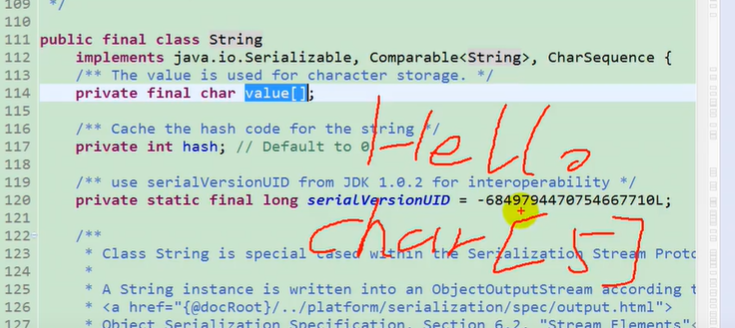 109 */
110
111 public final class String
112 implements java.io.Serializable, Comparable<String>, CharSequence {
113 /** The value is used for character storage. */
114 private final char value[];
115
116 /** Cache the hash code for the string */
117 private int hash; // Default to 0
Hello
118
119 /** use serialVersionUID from JDK 1.0.2 for interoperability */
120 private static final long serialVersionUID = -6849794470754667710L;
121
char[5]
122 /**
123 * Class String is special cased within the Serialization Stream Proto
124 *
125 * A String instance is written into an ObjectOutputStream according t
126 * <a href="{@docRoot}/../platform/serialization/spec/output.html">
127 * Object Serialization Specification, Section 6.2, "Stream Elements"<